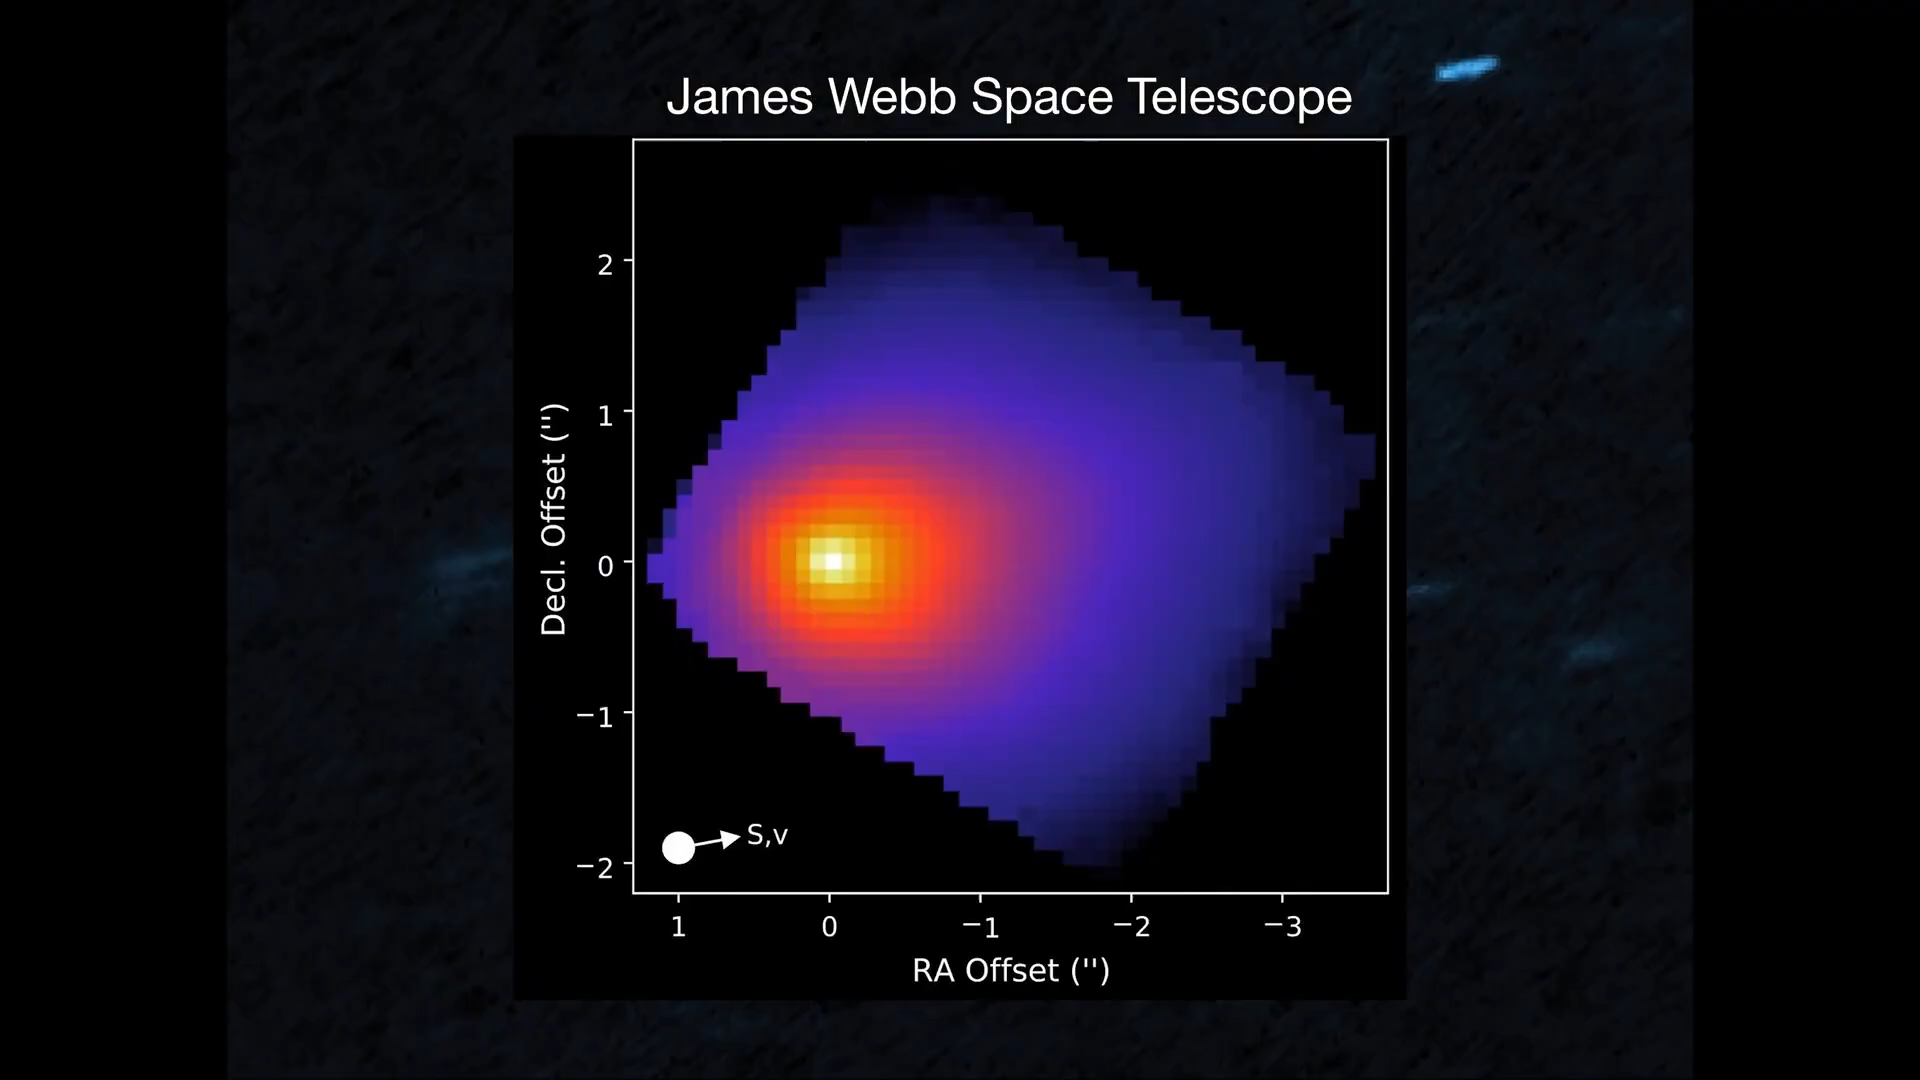 James Webb Space Telescope
2
1
0
−1
−2
Decl. Offset ('')
S,v
1
0
−1
−2
−3
RA Offset ('')